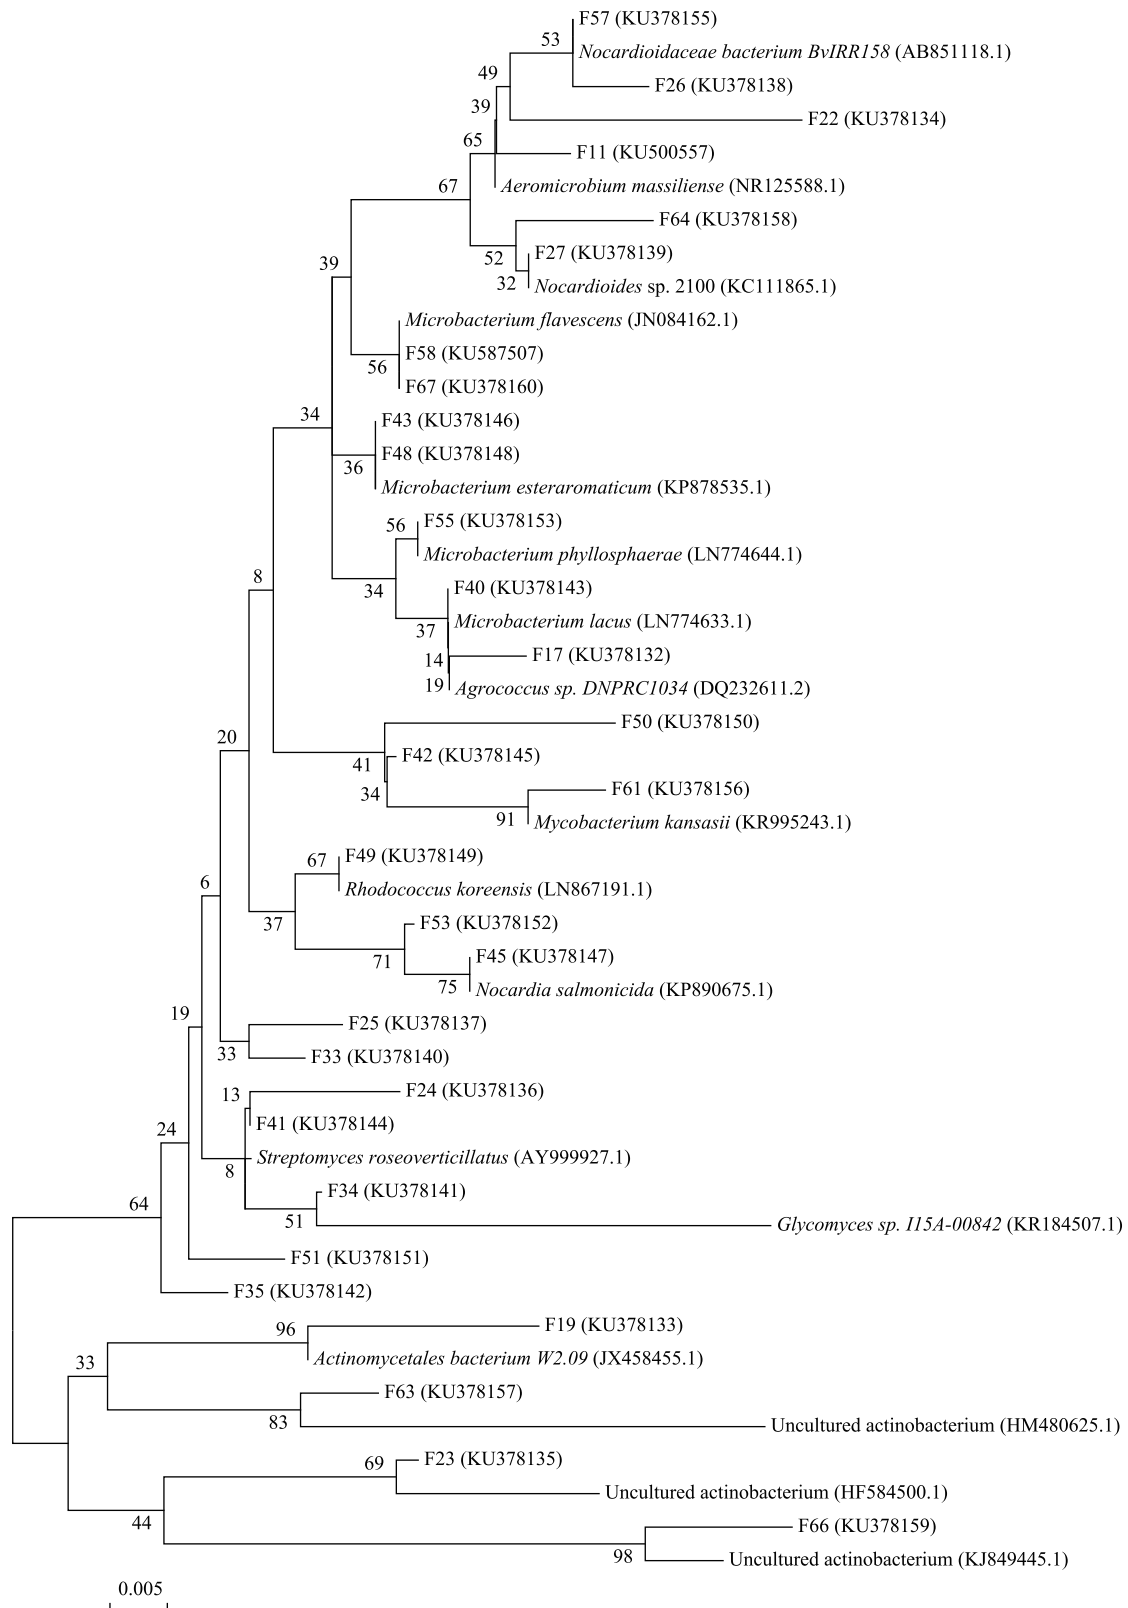 F57 (KU378155)
53
Nocardioidaceae bacterium BvIRR158 (AB851118.1)
49
F26 (KU378138)
39
F22 (KU378134)
65
F11 (KU500557)
67
Aeromicrobium massiliense (NR125588.1)
F64 (KU378158)
52
F27 (KU378139)
39
32
Nocardioides sp. 2100 (KC111865.1)
Microbacterium flavescens (JN084162.1)
F58 (KU587507)
56
F67 (KU378160)
34
F43 (KU378146)
F48 (KU378148)
36
Microbacterium esteraromaticum (KP878535.1)
56
F55 (KU378153)
Microbacterium phyllosphaerae (LN774644.1)
8
34
F40 (KU378143)
37
Microbacterium lacus (LN774633.1)
14
F17 (KU378132)
19
Agrococcus sp. DNPRC1034 (DQ232611.2)
F50 (KU378150)
20
41
F42 (KU378145)
34
F61 (KU378156)
91
Mycobacterium kansasii (KR995243.1)
67
F49 (KU378149)
6
Rhodococcus koreensis (LN867191.1)
37
F53 (KU378152)
71
F45 (KU378147)
75
Nocardia salmonicida (KP890675.1)
19
F25 (KU378137)
33
F33 (KU378140)
13
F24 (KU378136)
24
F41 (KU378144)
8
Streptomyces roseoverticillatus (AY999927.1)
64
F34 (KU378141)
51
Glycomyces sp. I15A-00842 (KR184507.1)
F51 (KU378151)
F35 (KU378142)
96
F19 (KU378133)
33
Actinomycetales bacterium W2.09 (JX458455.1)
F63 (KU378157)
83
Uncultured actinobacterium (HM480625.1)
69
F23 (KU378135)
Uncultured actinobacterium (HF584500.1)
44
F66 (KU378159)
98
Uncultured actinobacterium (KJ849445.1)
0.005